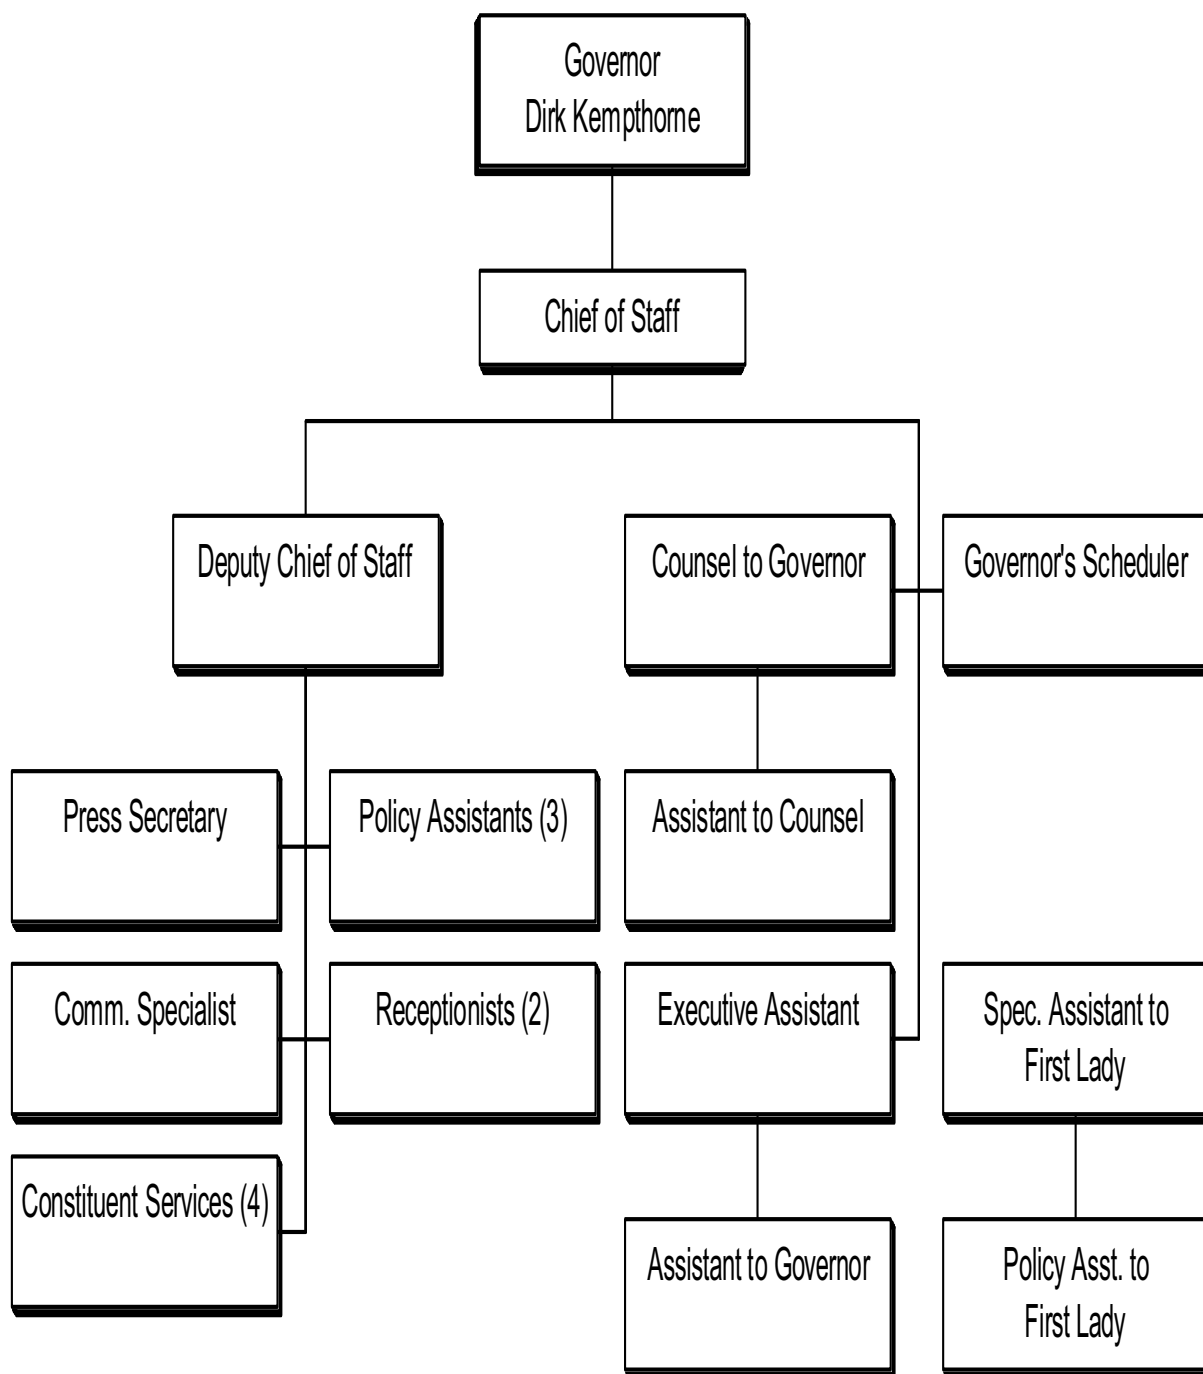 Governor
Dirk Kempthorne
Chief of Staff
Deputy Chief of Staff
Counsel to Governor
Governor's Scheduler
Press Secretary
Policy Assistants (3)
Assistant to Counsel
Comm. Specialist
Receptionists (2)
Executive Assistant
Spec. Assistant to
First Lady
Constituent Services (4)
Assistant to Governor
Policy Asst. to
First Lady